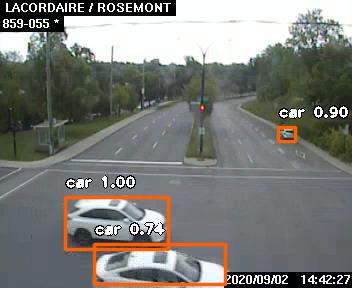 LACORDAIRE / ROSEMONT
859-055 *
car 0.90
car 1.00
car 0.74
2020/09/02 14:42:27